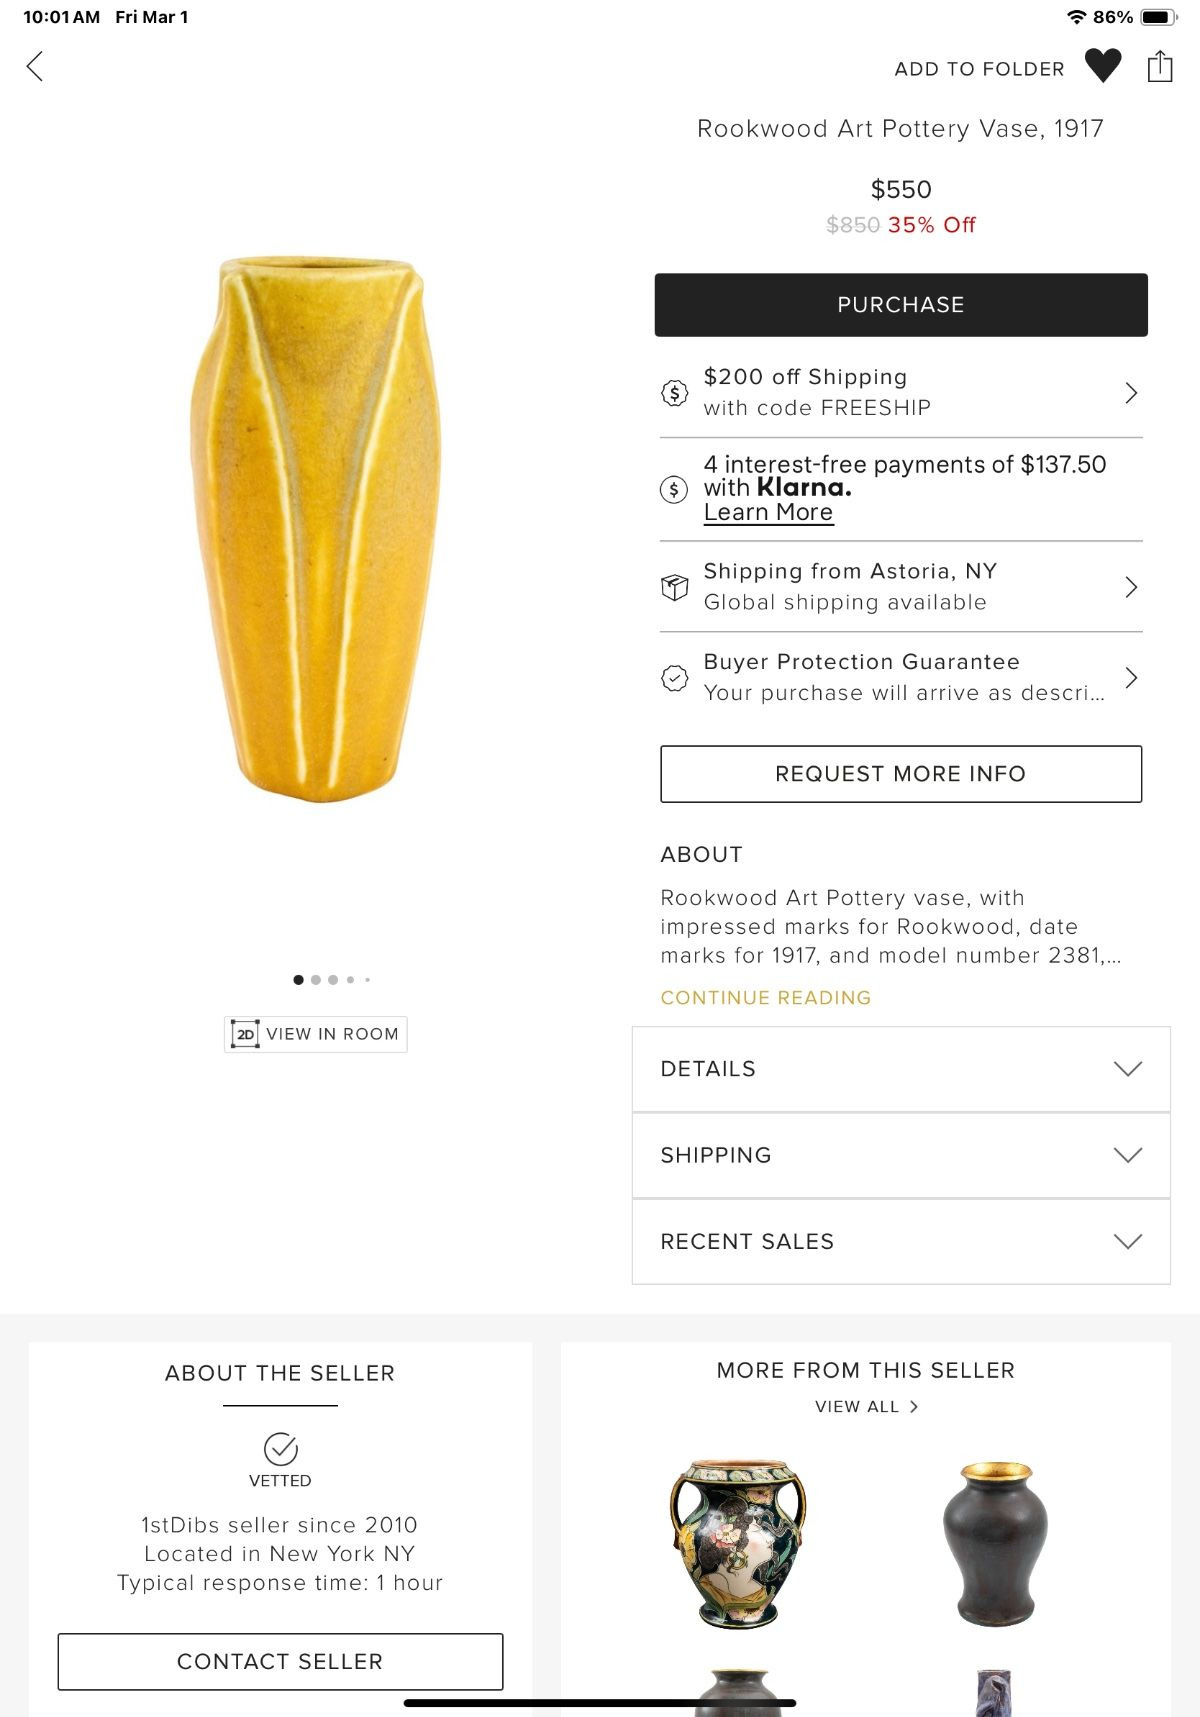 10:01 AM Fri Mar 1
86%
ADD TO FOLDER
Rookwood Art Pottery Vase, 1917
$550
$850 35% Off
PURCHASE
$200 off Shipping
with code FREESHIP
4 interest-free payments of $137.50
with Klarna.
Learn More
Shipping from Astoria, NY
Global shipping available
Buyer Protection Guarantee
Your purchase will arrive as descri...
REQUEST MORE INFO
ABOUT
Rookwood Art Pottery vase, with
impressed marks for Rookwood, date
marks for 1917, and model number 2381,...
CONTINUE READING
2D VIEW IN ROOM
DETAILS
SHIPPING
RECENT SALES
ABOUT THE SELLER
VETTED
1stDibs seller since 2010
Located in New York NY
Typical response time: 1 hour
CONTACT SELLER
MORE FROM THIS SELLER
VIEW ALL >